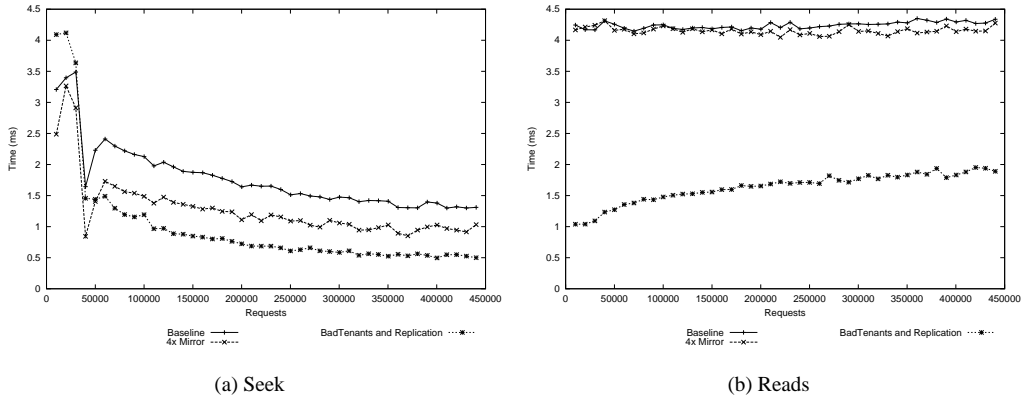 4.5
4
3.5
3
2.5
2
1.5
1
0.5
0
Time (ms)
0 50000 100000 150000 200000 250000 300000 350000 400000 450000
Requests
Baseline
4x Mirror
BadTenants and Replication
(a) Seek
4.5
4
3.5
3
2.5
2
1.5
1
0.5
0
Time (ms)
0 50000 100000 150000 200000 250000 300000 350000 400000 450000
Requests
Baseline
4x Mirror
BadTenants and Replication
(b) Reads